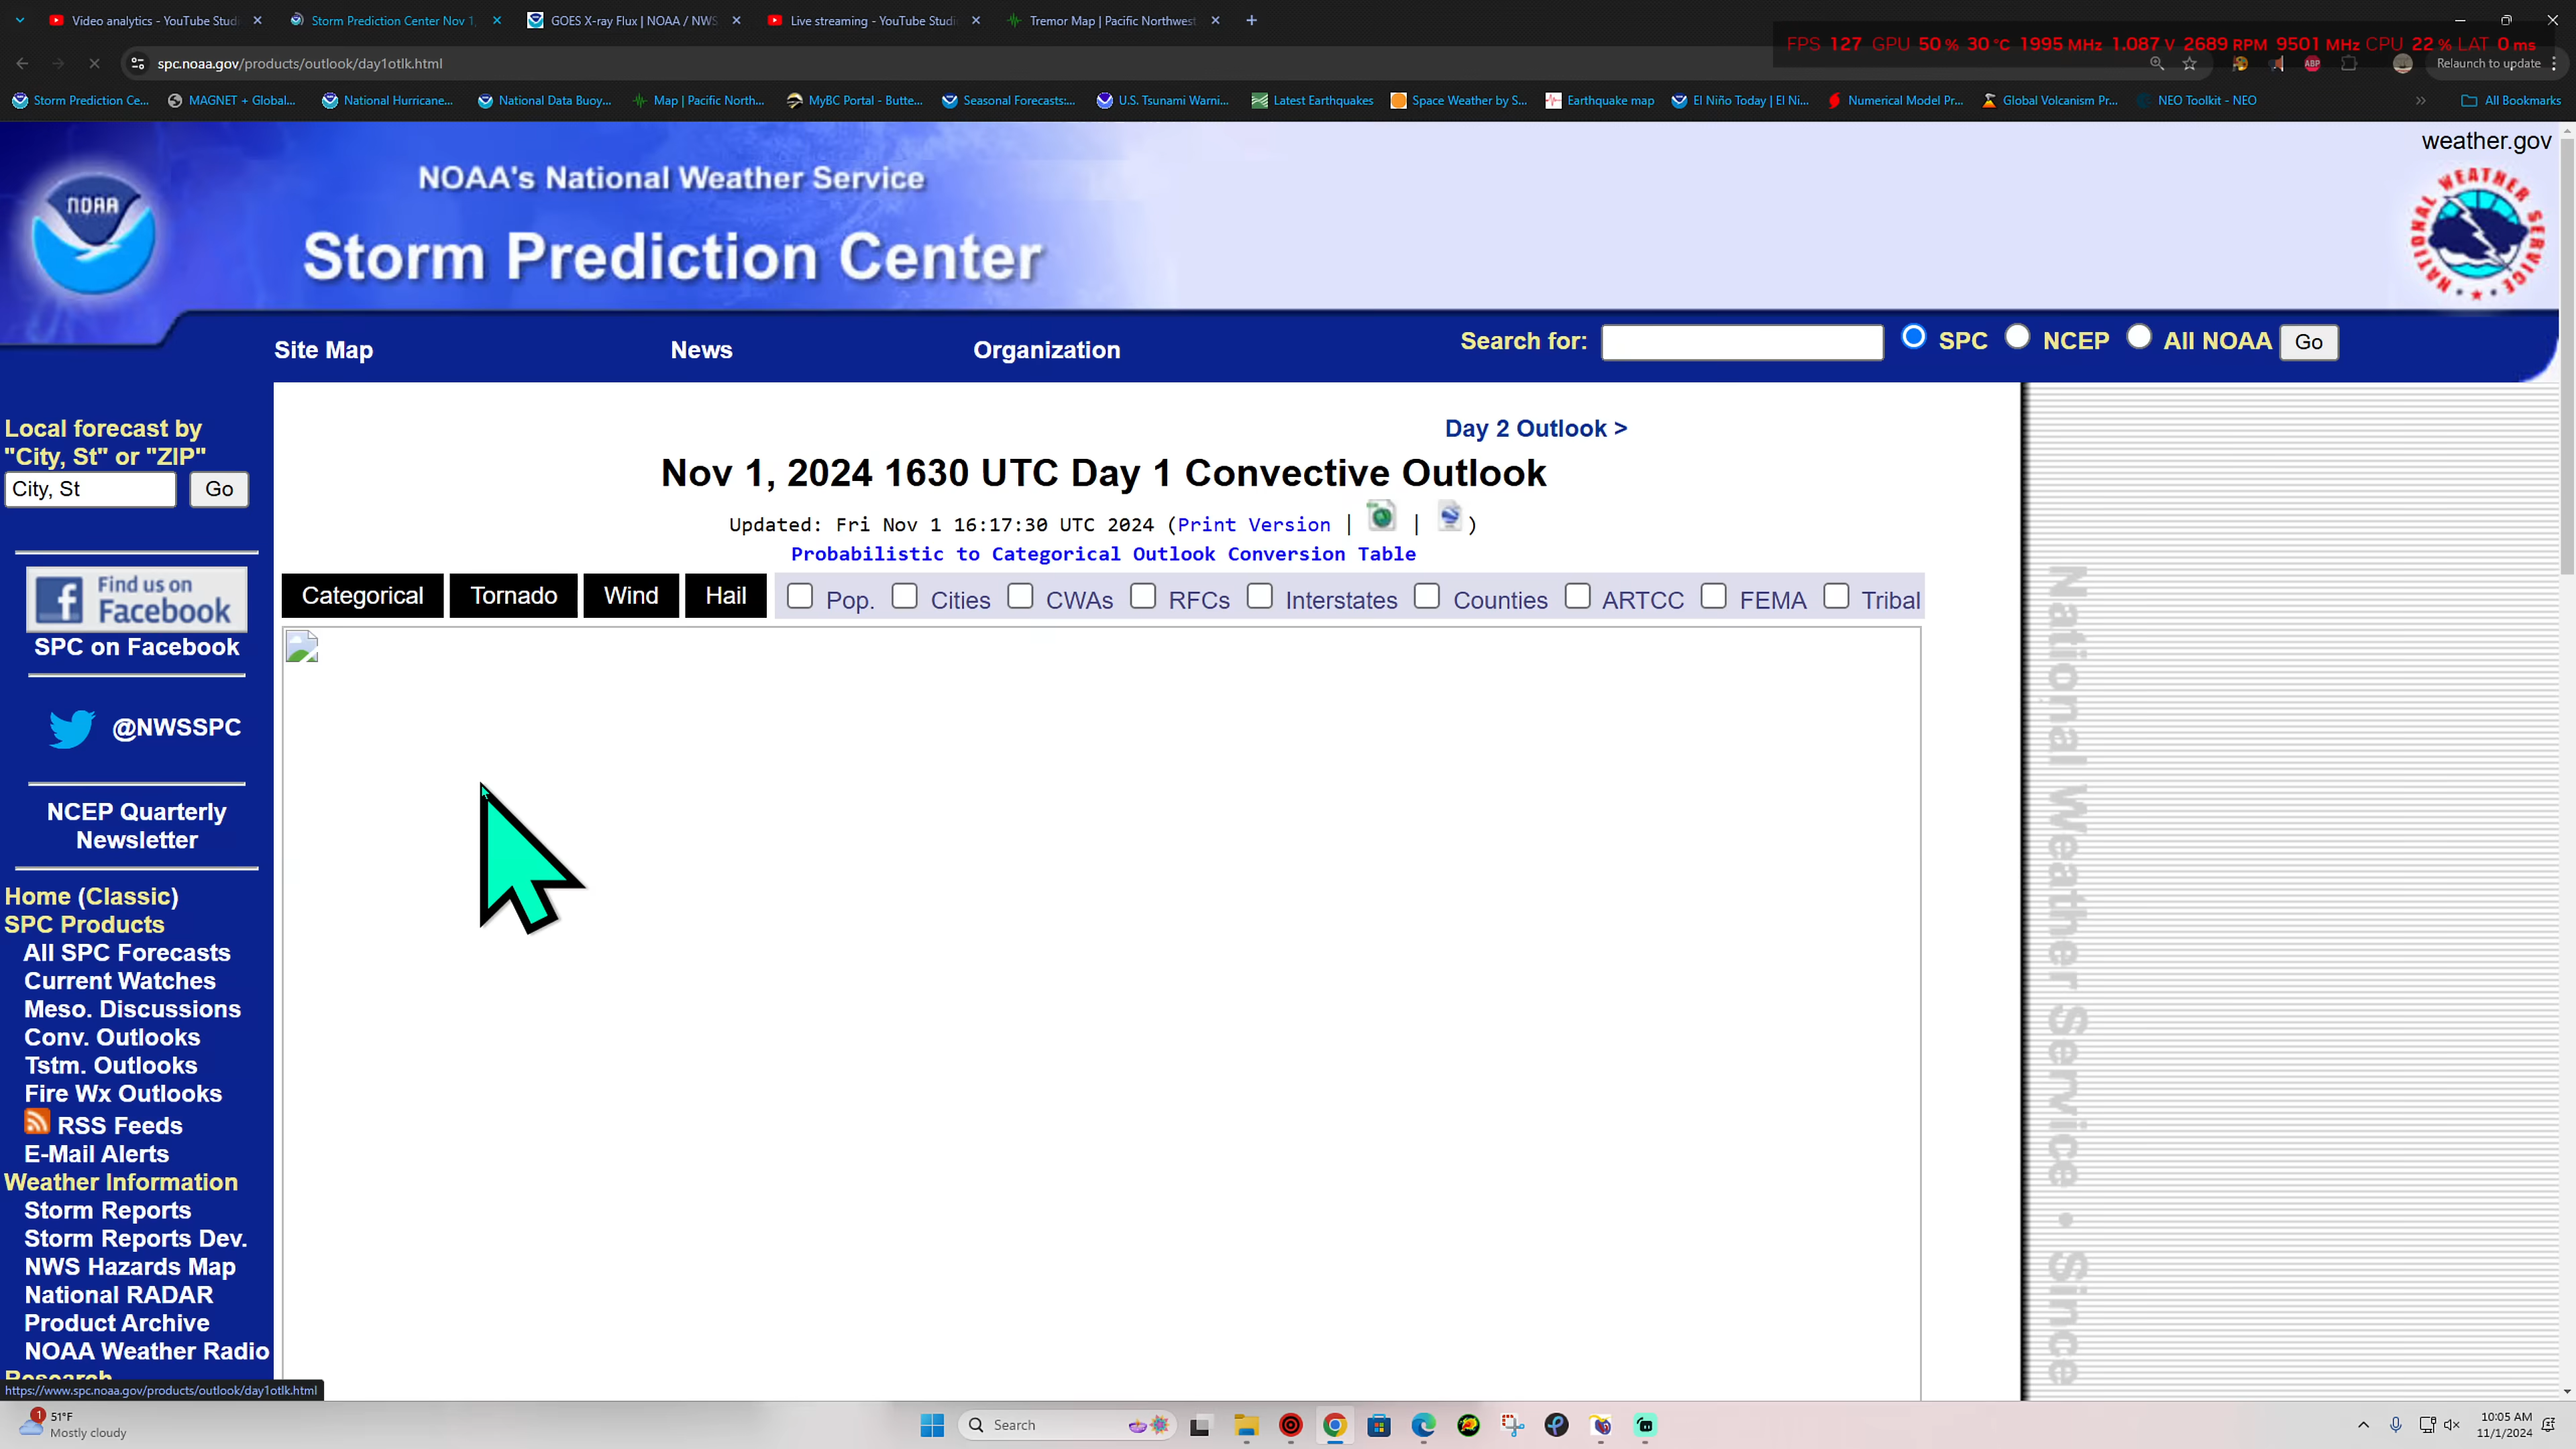 Video analytics - YouTube Studi
Storm Prediction Center Nov 1,
GOES X-ray Flux | NOAA / NWS
Live streaming - YouTube Studi
Tremor Map | Pacific Northwest
FPS 127 GPU 50 % 30 °C 1995 MHz 1.087 V 2689 RPM 9501 MHz CPU 22 % LAT 0 ms
spc.noaa.gov/products/outlook/day1otlk.html
ABP
Relaunch to update
Storm Prediction Ce...
MAGNET + Global...
National Hurricane...
National Data Buoy...
Map | Pacific North...
MyBC Portal - Butte...
Seasonal Forecasts:...
U.S. Tsunami Warni...
Latest Earthquakes
Space Weather by S...
Earthquake map
El Niño Today | El Ni...
Numerical Model Pr...
Global Volcanism Pr...
NEO Toolkit - NEO
All Bookmarks
weather.gov
NOAA
NOAA's National Weather Service
Storm Prediction Center
NATIONAL WEATHER SERVICE
Site Map
News
Organization
Search for:
SPC
NCEP
All NOAA
Go
Local forecast by
"City, St" or "ZIP"
City, St
Go
Find us on
Facebook
SPC on Facebook
@NWSSPC
NCEP Quarterly
Newsletter
Home (Classic)
SPC Products
All SPC Forecasts
Current Watches
Meso. Discussions
Conv. Outlooks
Tstm. Outlooks
Fire Wx Outlooks
RSS Feeds
E-Mail Alerts
Weather Information
Storm Reports
Storm Reports Dev.
NWS Hazards Map
National RADAR
Product Archive
NOAA Weather Radio
Research
Day 2 Outlook >
Nov 1, 2024 1630 UTC Day 1 Convective Outlook
Updated: Fri Nov 1 16:17:30 UTC 2024 (Print Version | | )
Probabilistic to Categorical Outlook Conversion Table
Categorical
Tornado
Wind
Hail
Pop.
Cities
CWAs
RFCs
Interstates
Counties
ARTCC
FEMA
Tribal
National Weather Service • Since
https://www.spc.noaa.gov/products/outlook/day1otlk.html
1
51°F
Mostly cloudy
Search
10:05 AM
11/1/2024